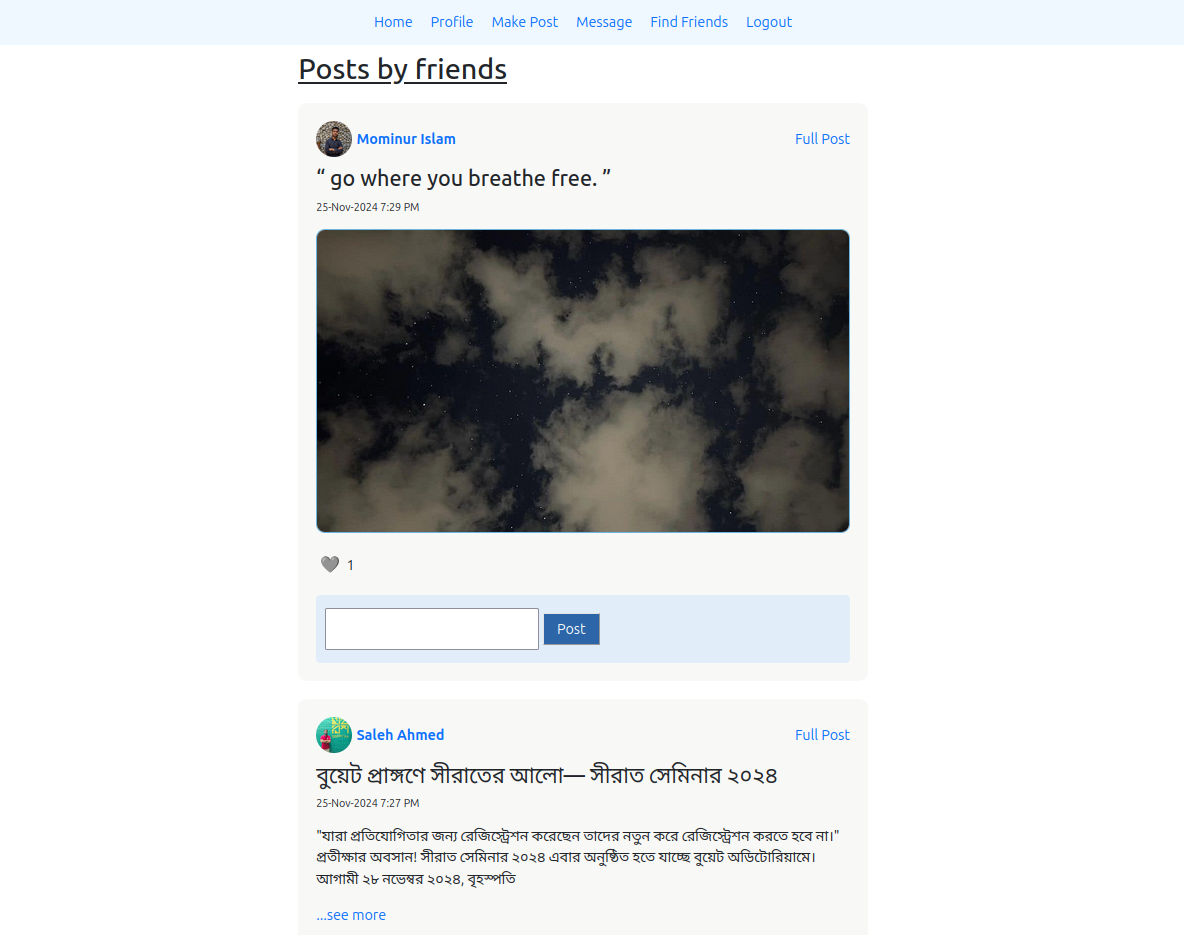 Home Profile Make Post Message Find Friends Logout
Posts by friends
Mominur Islam Full Post
“ go where you breathe free. ”
25-Nov-2024 7:29 PM
1
Post
Saleh Ahmed Full Post
বুয়েট প্রাঙ্গণে সীরাতের আলো— সীরাত সেমিনার ২০২৪
25-Nov-2024 7:27 PM
"যারা প্রতিযোগিতার জন্য রেজিস্ট্রেশন করেছেন তাদের নতুন করে রেজিস্ট্রেশন করতে হবে না।"
প্রতীক্ষার অবসান! সীরাত সেমিনার ২০২৪ এবার অনুষ্ঠিত হতে যাচ্ছে বুয়েট অডিটোরিয়ামে।
আগামী ২৮ নভেম্বর ২০২৪, বৃহস্পতি
...see more